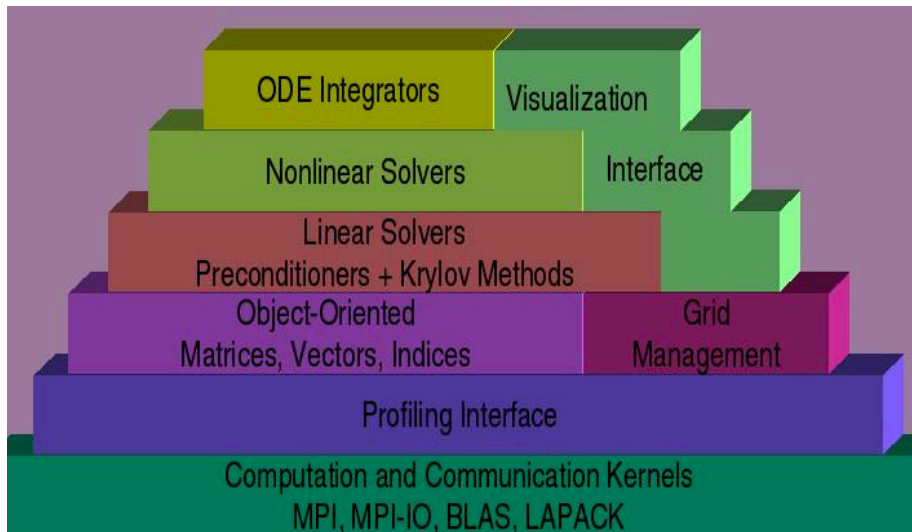 ODE Integrators
Visualization
Nonlinear Solvers
Interface
Linear Solvers
Preconditioners + Krylov Methods
Object-Oriented
Matrices, Vectors, Indices
Grid
Management
Profiling Interface
Computation and Communication Kernels
MPI, MPI-IO, BLAS, LAPACK